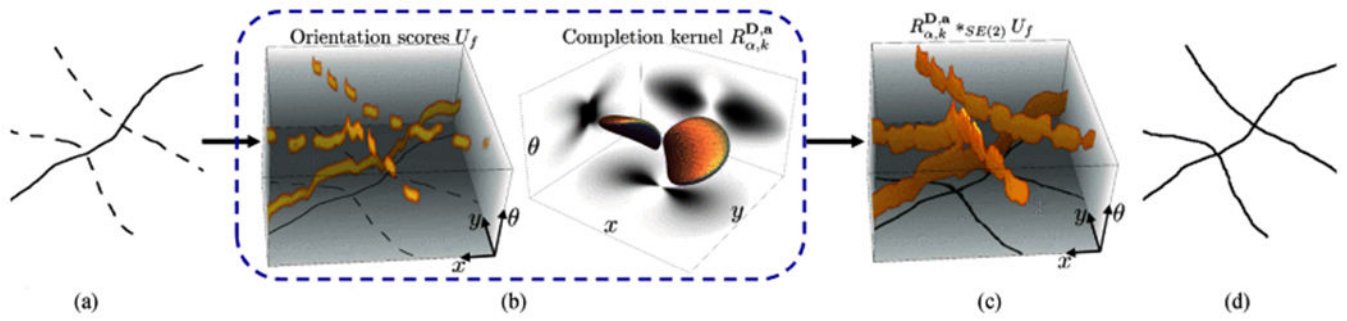 Orientation scores U_f
Completion kernel R^{D,a}_{α,k}
R^{D,a}_{α,k} *_{SE(2)} U_f
θ
x
y
y
θ
x
y
θ
x
(a)
(b)
(c)
(d)